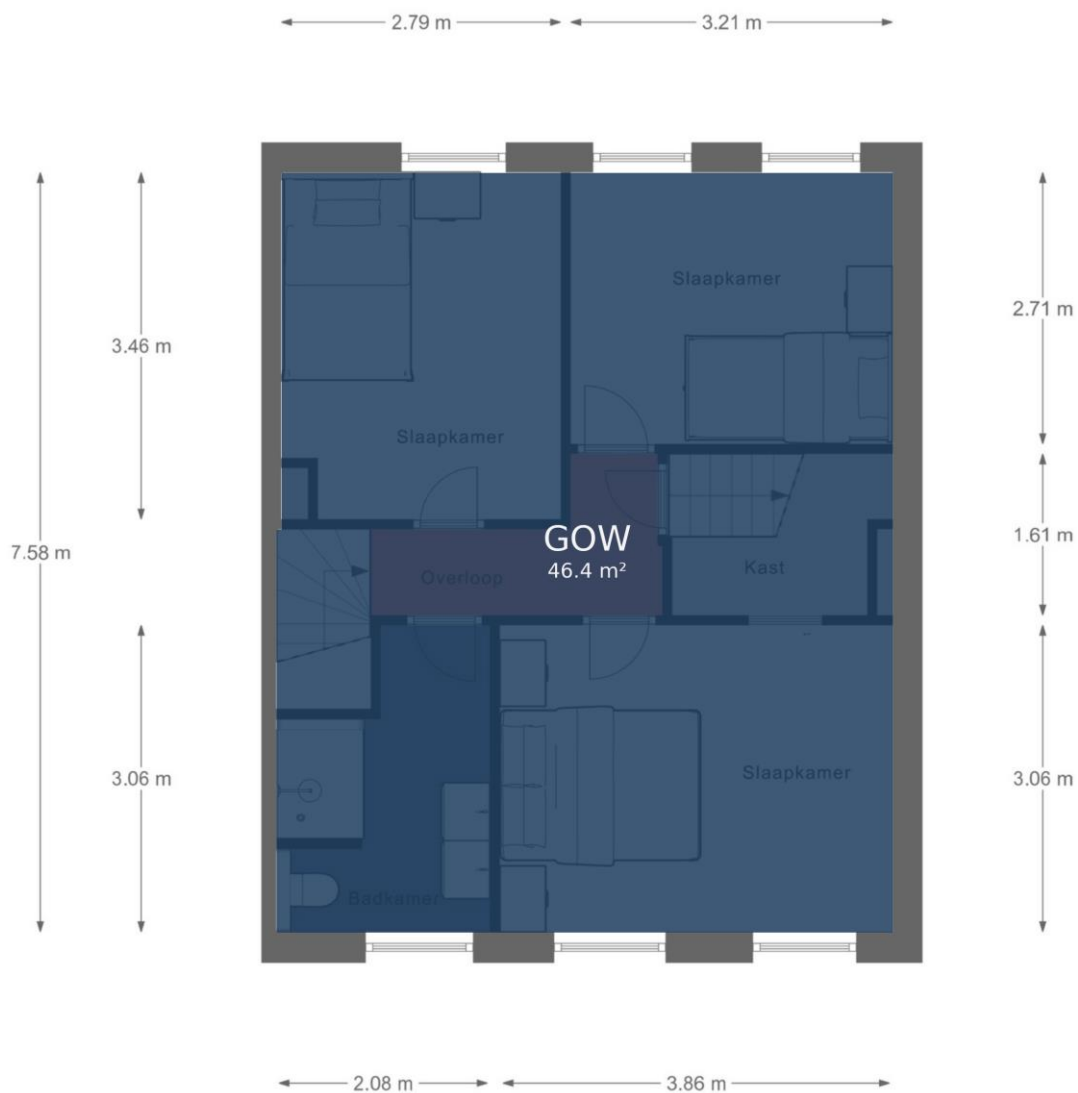 2.79 m
3.21 m
Slaapkamer
2.71 m
3.46 m
Slaapkamer
GOW
46.4 m²
1.61 m
7.58 m
Overloop
Kast
Slaapkamer
3.06 m
3.06 m
Badkamer
2.08 m
3.86 m